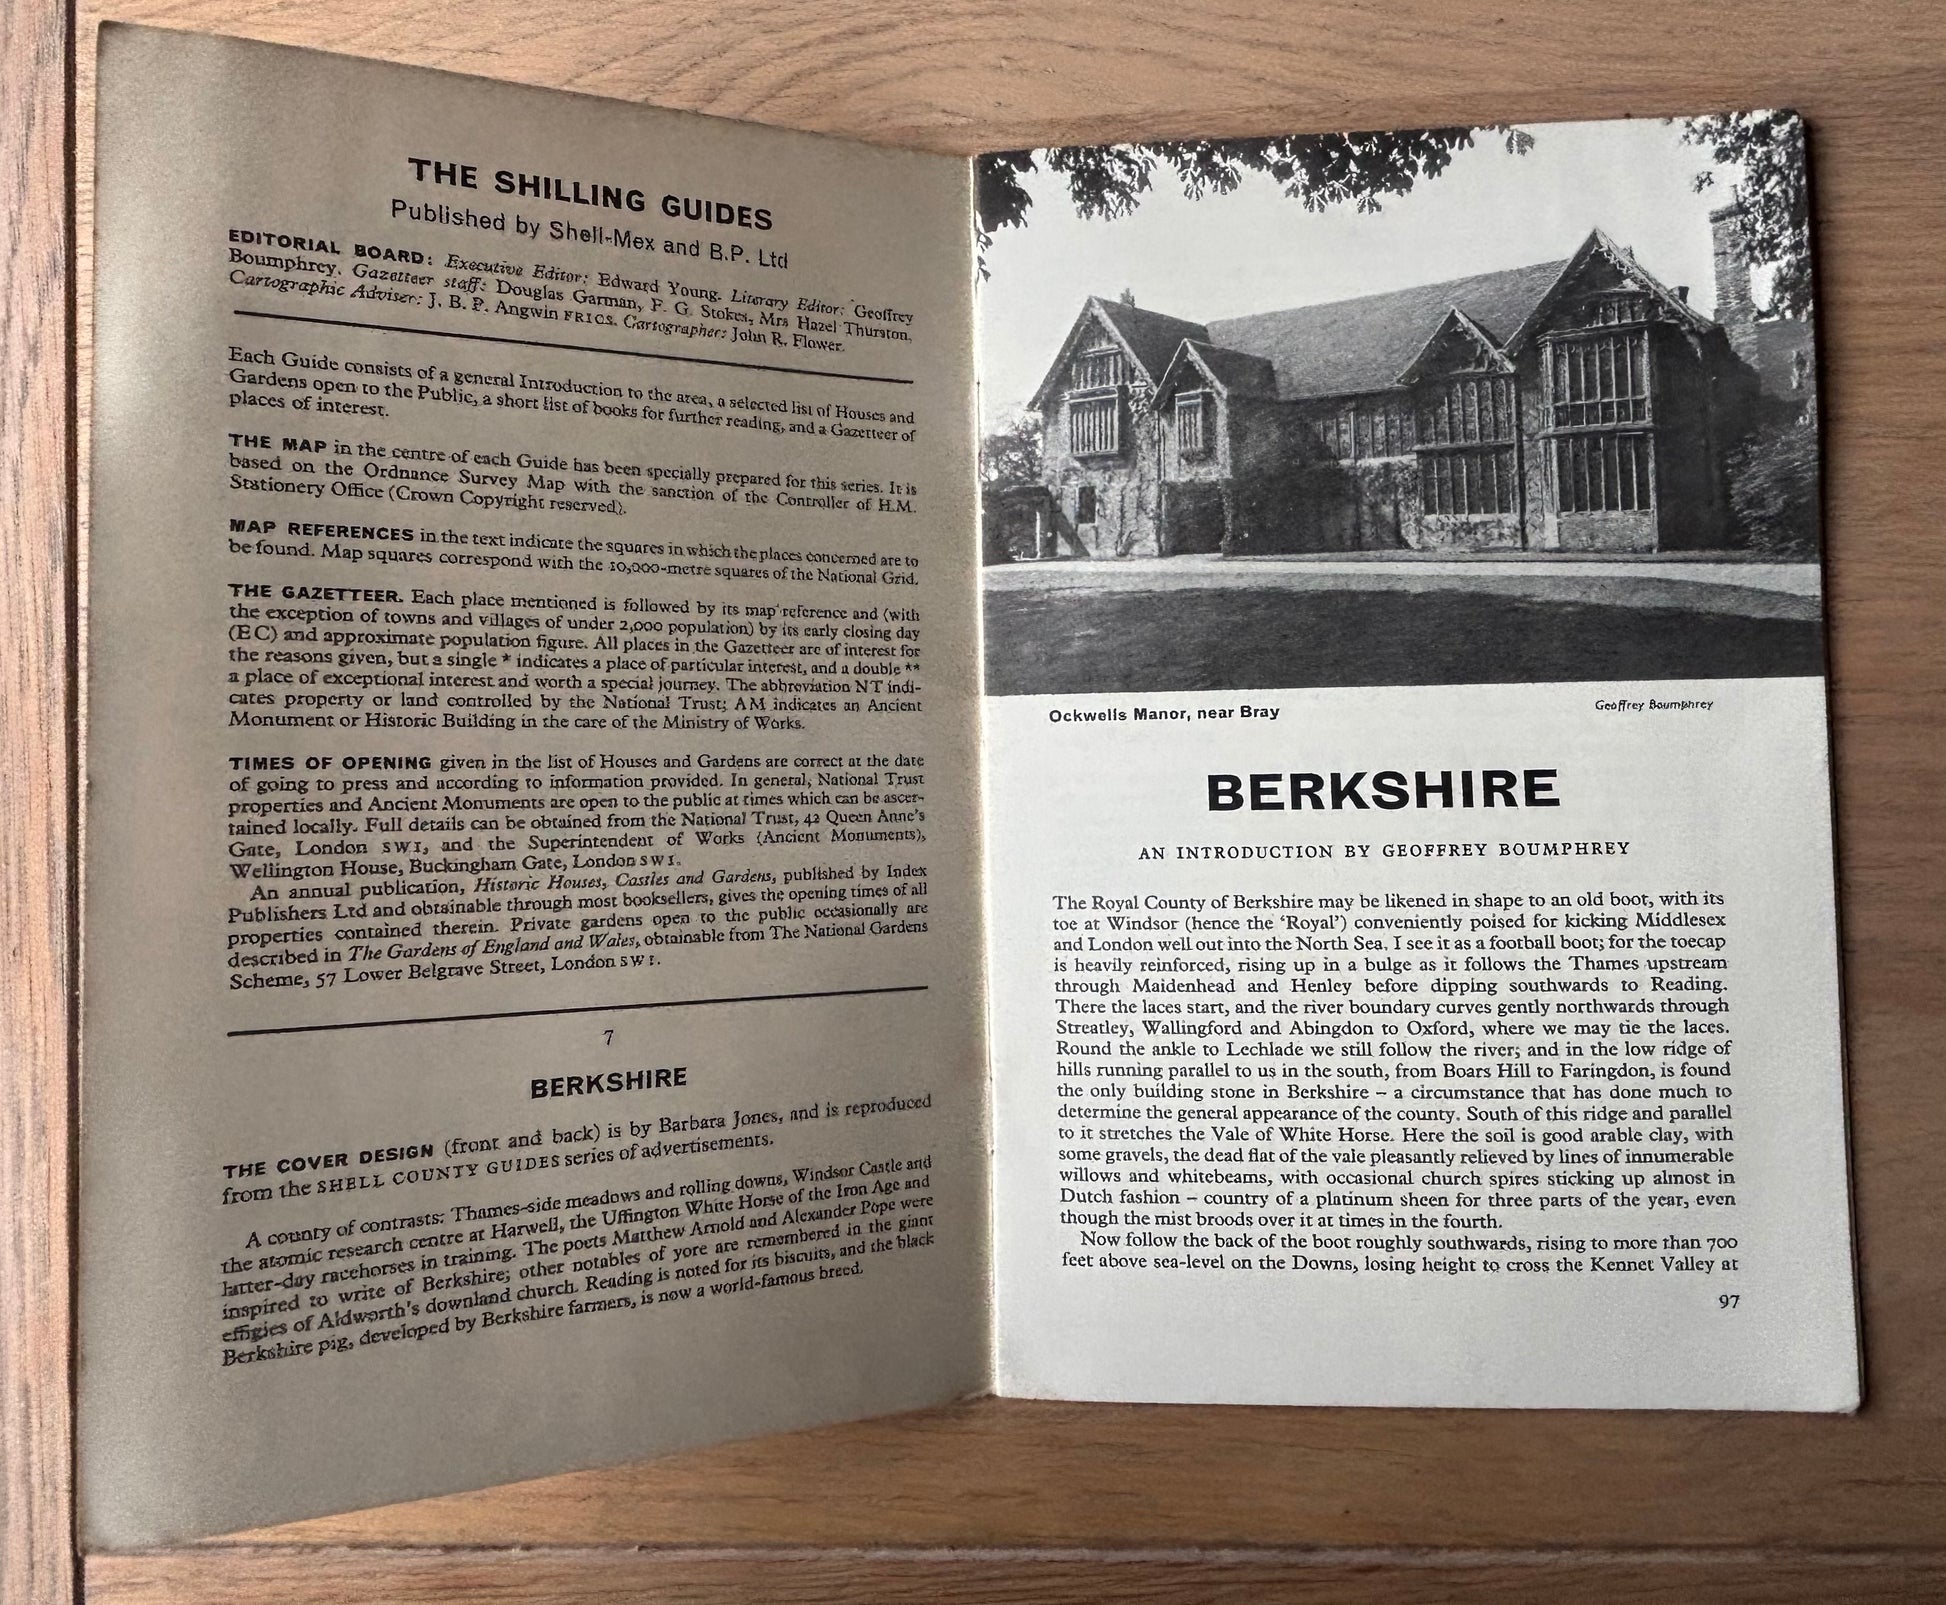 THE SHILLING GUIDES
Published by Shell-Mex and B.P. Ltd
EDITORIAL BOARD: Executive Editor: Edward Young. Literary Editor: Geoffrey
Boumphrey. Gazetteer staff: Douglas Garman, F. G. Stokes, Mrs Hazel Thurston.
Cartographic Adviser: J. B. P. Angwin FRICS. Cartographer: John R. Flower.
Each Guide consists of a general Introduction to the area, a selected list of Houses and
Gardens open to the Public, a short list of books for further reading, and a Gazetteer of
places of interest.
THE MAP in the centre of each Guide has been specially prepared for this series. It is
based on the Ordnance Survey Map with the sanction of the Controller of H.M.
Stationery Office (Crown Copyright reserved).
MAP REFERENCES in the text indicate the squares in which the places concerned are to
be found. Map squares correspond with the 10,000-metre squares of the National Grid.
THE GAZETTEER. Each place mentioned is followed by its map reference and (with
the exception of towns and villages of under 2,000 population) by its early closing day
(EC) and approximate population figure. All places in the Gazetteer are of interest for
the reasons given, but a single * indicates a place of particular interest, and a double **
a place of exceptional interest and worth a special journey. The abbreviation NT indi-
cates property or land controlled by the National Trust; AM indicates an Ancient
Monument or Historic Building in the care of the Ministry of Works.
TIMES OF OPENING given in the list of Houses and Gardens are correct at the date
of going to press and according to information provided. In general, National Trust
properties and Ancient Monuments are open to the public at times which can be ascer-
tained locally. Full details can be obtained from the National Trust, 42 Queen Anne's
Gate, London SW1, and the Superintendent of Works (Ancient Monuments),
Wellington House, Buckingham Gate, London SW1.
An annual publication, Historic Houses, Castles and Gardens, published by Index
Publishers Ltd and obtainable through most booksellers, gives the opening times of all
properties contained therein. Private gardens open to the public occasionally are
described in The Gardens of England and Wales, obtainable from The National Gardens
Scheme, 57 Lower Belgrave Street, London SW1.
7
BERKSHIRE
THE COVER DESIGN (front and back) is by Barbara Jones, and is reproduced
from the SHELL COUNTY GUIDES series of advertisements.
A county of contrasts: Thames-side meadows and rolling downs, Windsor Castle and
the atomic research centre at Harwell, the Uffington White Horse of the Iron Age and
latter-day racehorses in training. The poets Matthew Arnold and Alexander Pope were
inspired to write of Berkshire; other notables of yore are remembered in the giant
effigies of Aldworth's downland church. Reading is noted for its biscuits, and the black
Berkshire pig, developed by Berkshire farmers, is now a world-famous breed.
Ockwells Manor, near Bray
Geoffrey Boumphrey
BERKSHIRE
AN INTRODUCTION BY GEOFFREY BOUMPHREY
The Royal County of Berkshire may be likened in shape to an old boot, with its
toe at Windsor (hence the 'Royal') conveniently poised for kicking Middlesex
and London well out into the North Sea. I see it as a football boot; for the toecap
is heavily reinforced, rising up in a bulge as it follows the Thames upstream
through Maidenhead and Henley before dipping southwards to Reading.
There the laces start, and the river boundary curves gently northwards through
Streatley, Wallingford and Abingdon to Oxford, where we may tie the laces.
Round the ankle to Lechlade we still follow the river; and in the low ridge of
hills running parallel to us in the south, from Boars Hill to Faringdon, is found
the only building stone in Berkshire – a circumstance that has done much to
determine the general appearance of the county. South of this ridge and parallel
to it stretches the Vale of White Horse. Here the soil is good arable clay, with
some gravels, the dead flat of the vale pleasantly relieved by lines of innumerable
willows and whitebeams, with occasional church spires sticking up almost in
Dutch fashion – country of a platinum sheen for three parts of the year, even
though the mist broods over it at times in the fourth.
Now follow the back of the boot roughly southwards, rising to more than 700
feet above sea-level on the Downs, losing height to cross the Kennet Valley at
97